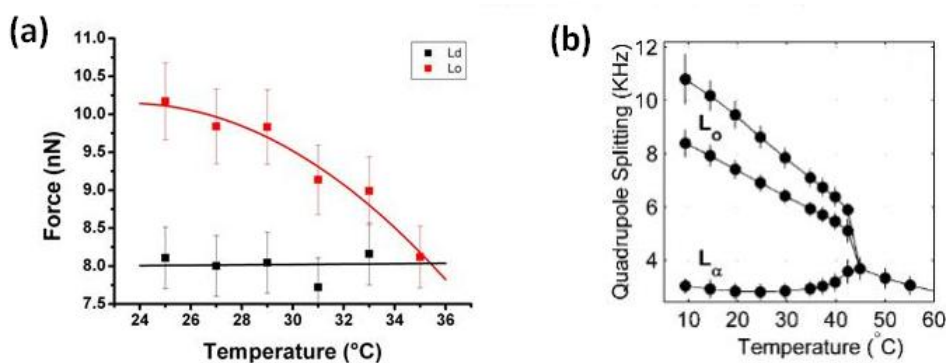 (a)
11.0
10.5
10.0
9.5
9.0
8.5
8.0
7.5
Force (nN)
Ld
Lo
24 26 28 30 32 34 36
Temperature (°C)
(b)
12
10
8
6
4
Quadrupole Splitting (KHz)
Lo
Lα
10 20 30 40 50 60
Temperature (°C)